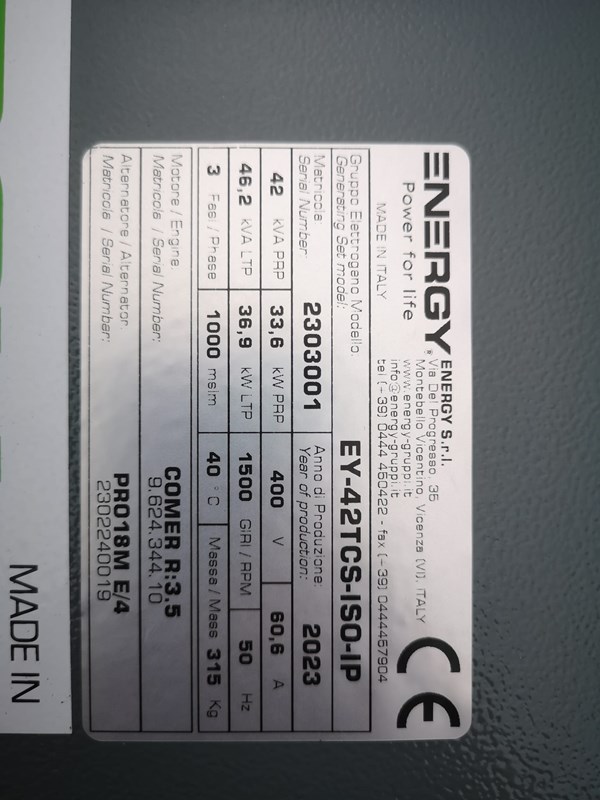 ENERGY
Power for life
MADE IN ITALY
ENERGY S.r.l.
Via Del Progresso, 35
Montebello Vicentino, Vicenza (VI), ITALY
www.energy-gruppi.it
info@energy-gruppi.it
tel (+39) 0444 450422 - fax (+39) 0444457904
CE
Gruppo Elettrogeno Modello:
Generating Set model:
EY-42TCS-ISO-IP
Matricola
Serial Number:
2303001
Anno di Produzione:
Year of production:
2023
42 kVA PRP 33,6 kW PRP 400 V 60,6 A
46,2 kVA LTP 36,9 kW LTP 1500 GIRI / RPM 50 Hz
3 Fasi / Phase 1000 mslm 40 °C Massa / Mass 315 Kg
Motore / Engine
COMER R:3.5
Matricola / Serial Number:
9.624.344.10
Alternatore / Alternator
PRO18M E/4
Matricola / Serial Number:
2302240019
MADE IN